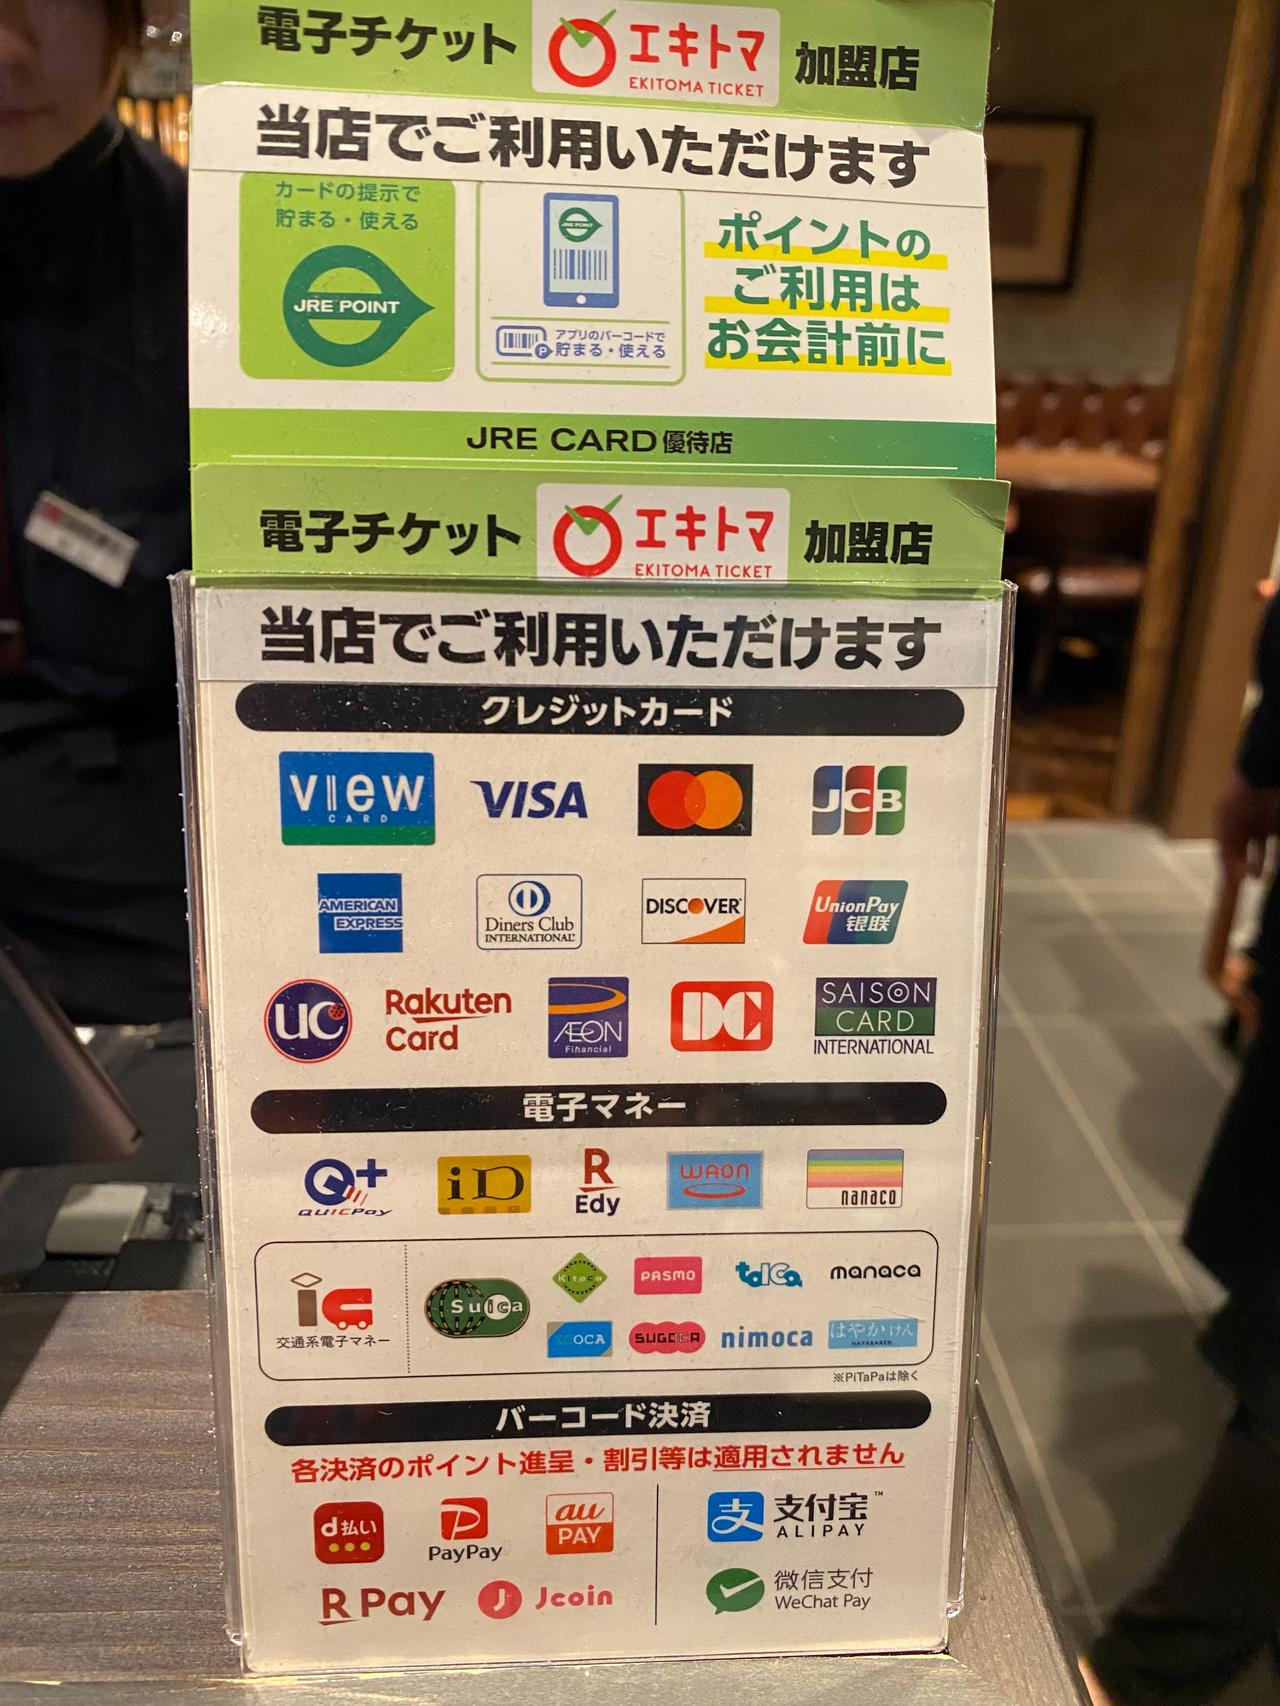 電子チケット エキトマ EKITOMA TICKET 加盟店
当店でご利用いただけます
カードの提示で
貯まる・使える
JRE POINT
JRE POINT
アプリのバーコードで
貯まる・使える
ポイントの
ご利用は
お会計前に
JRE CARD優待店
電子チケット エキトマ EKITOMA TICKET 加盟店
当店でご利用いただけます
クレジットカード
VIEW CARD VISA JCB
AMERICAN EXPRESS Diners Club INTERNATIONAL DISCOVER UnionPay 银联
UC Rakuten Card ÆON Financial DC SAISON CARD INTERNATIONAL
電子マネー
Q+ QUICPay iD R Edy WAON nanaco
ic 交通系電子マネー Suica Kitaca PASMO toica manaca
ICOCA SUGOCA nimoca はやかけん HAYAKAKEN
※PiTaPaは除く
バーコード決済
各決済のポイント進呈・割引等は適用されません
d払い PayPay au PAY 支付宝™ ALIPAY
R Pay J Jcoin 微信支付 WeChat Pay